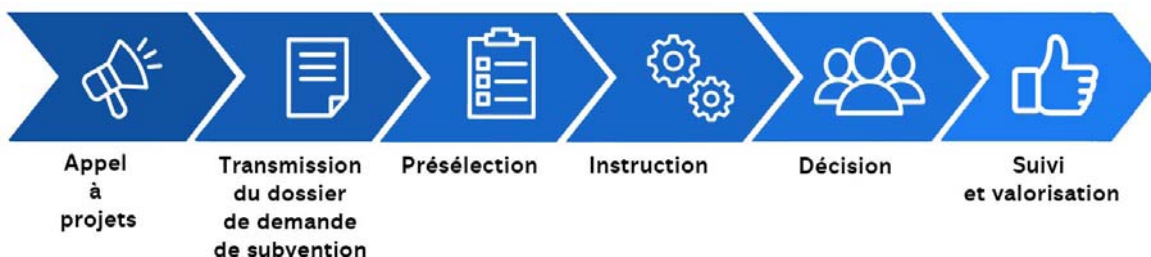 Appel
à
projets
Transmission
du dossier
de demande
de subvention
Présélection
Instruction
Décision
Suivi
et valorisation